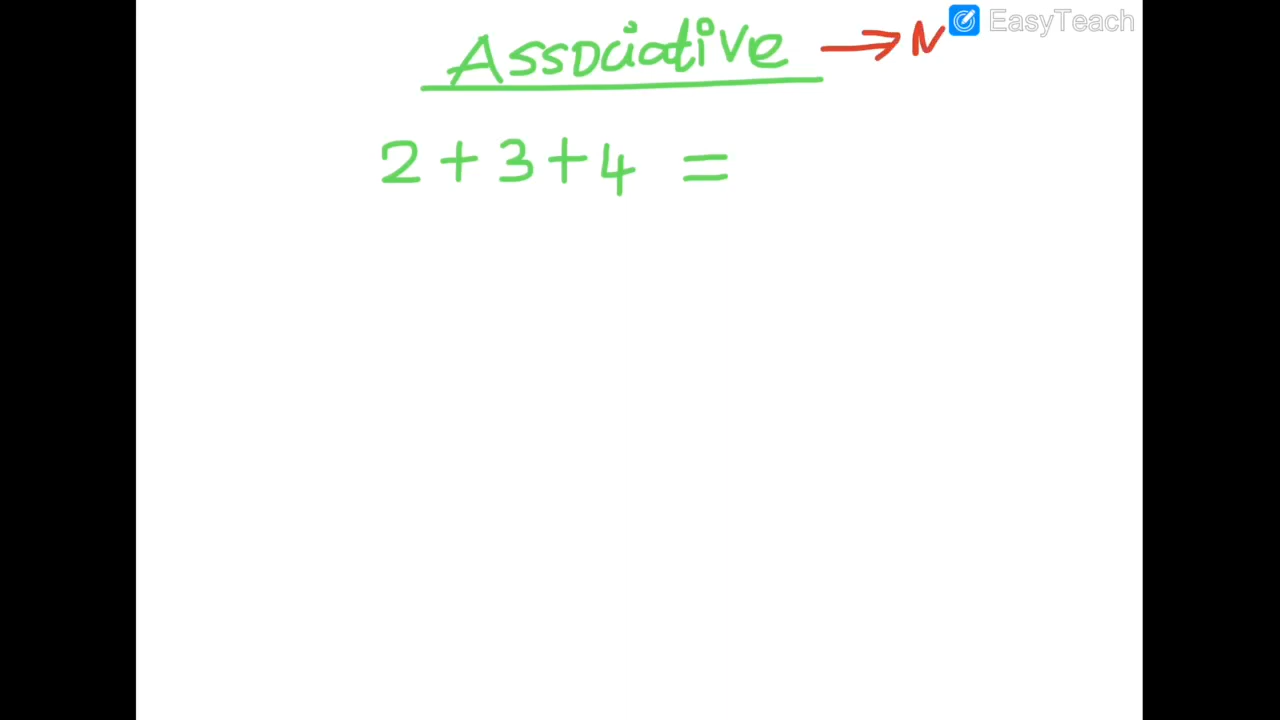 Associative → N EasyTeach
2 + 3 + 4 =